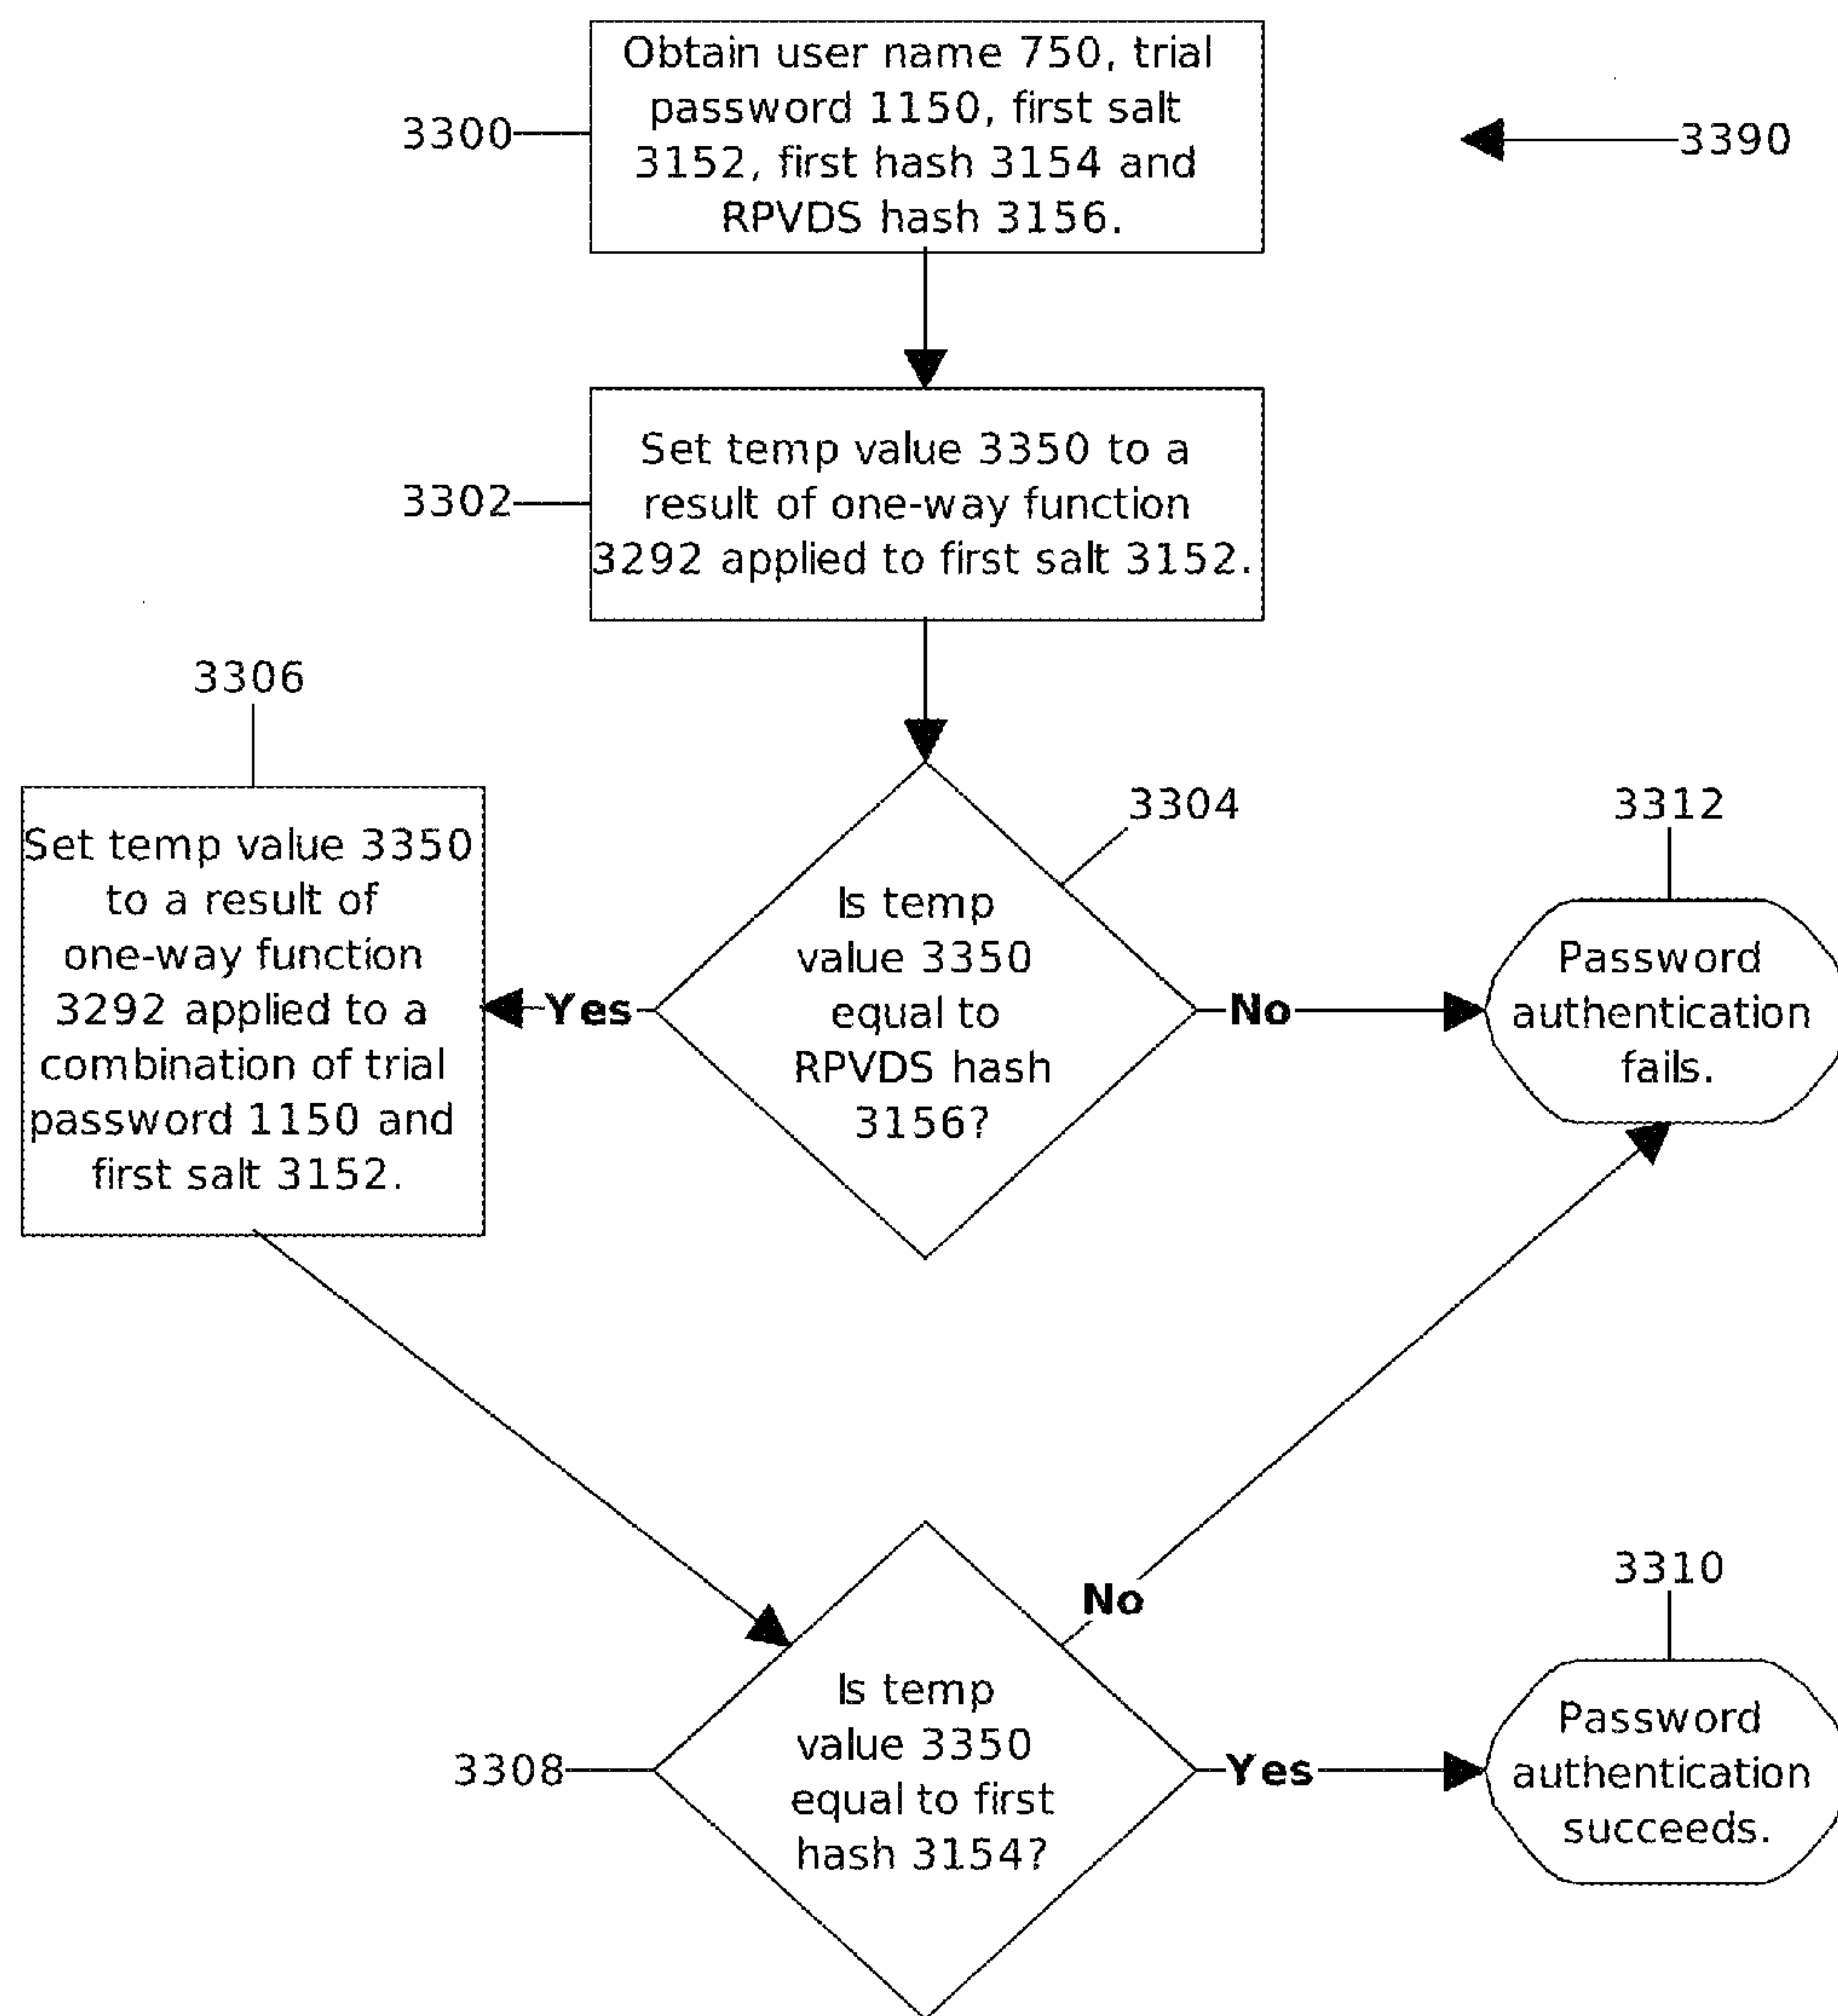 Obtain user name 750, trial
password 1150, first salt
3152, first hash 3154 and
RPVDS hash 3156.
3300
3390
Set temp value 3350 to a
result of one-way function
3292 applied to first salt 3152.
3302
3306
Set temp value 3350
to a result of
one-way function
3292 applied to a
combination of trial
password 1150 and
first salt 3152.
Yes
3304
Is temp
value 3350
equal to
RPVDS hash
3156?
No
3312
Password
authentication
fails.
3308
Is temp
value 3350
equal to first
hash 3154?
No
Yes
3310
Password
authentication
succeeds.